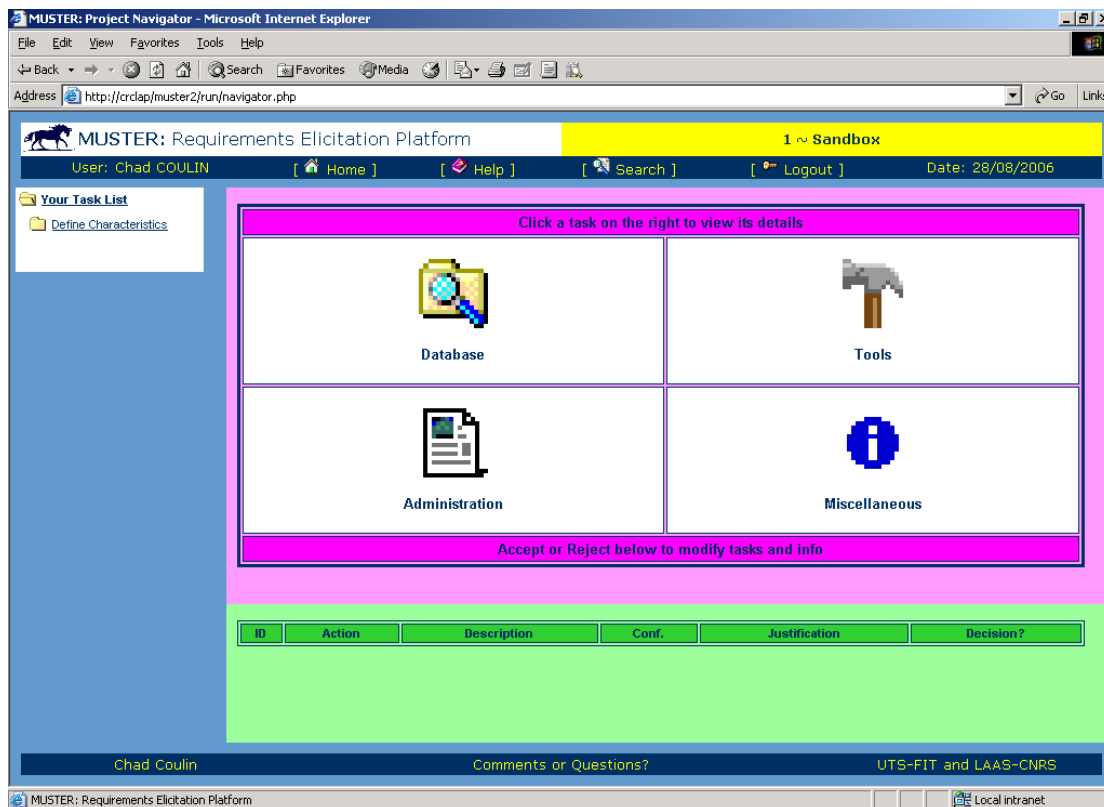 MUSTER: Project Navigator - Microsoft Internet Explorer
File Edit View Favorites Tools Help
Back Search Favorites Media
Address http://crclap/muster2/run/navigator.php Go Links
MUSTER: Requirements Elicitation Platform 1 ~ Sandbox
User: Chad COULIN [ Home ] [ Help ] [ Search ] [ Logout ] Date: 28/08/2006
Your Task List
Define Characteristics
Click a task on the right to view its details
Database Tools
Administration Miscellaneous
Accept or Reject below to modify tasks and info
ID Action Description Conf. Justification Decision?
Chad Coulin Comments or Questions? UTS-FIT and LAAS-CNRS
MUSTER: Requirements Elicitation Platform Local intranet